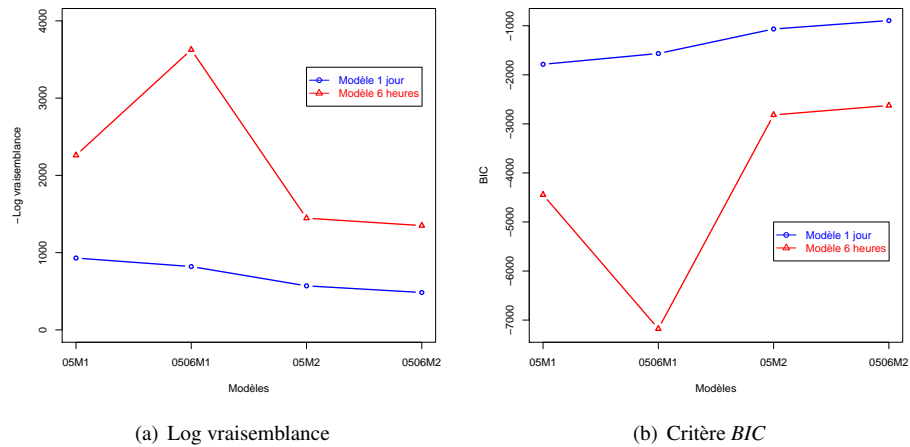 4000
3000
2000
1000
0
−Log vraisemblance
Modèle 1 jour
Modèle 6 heures
05M1
0506M1
05M2
0506M2
Modèles
(a) Log vraisemblance
−1000
−2000
−3000
−4000
−5000
−6000
−7000
BIC
Modèle 1 jour
Modèle 6 heures
05M1
0506M1
05M2
0506M2
Modèles
(b) Critère BIC